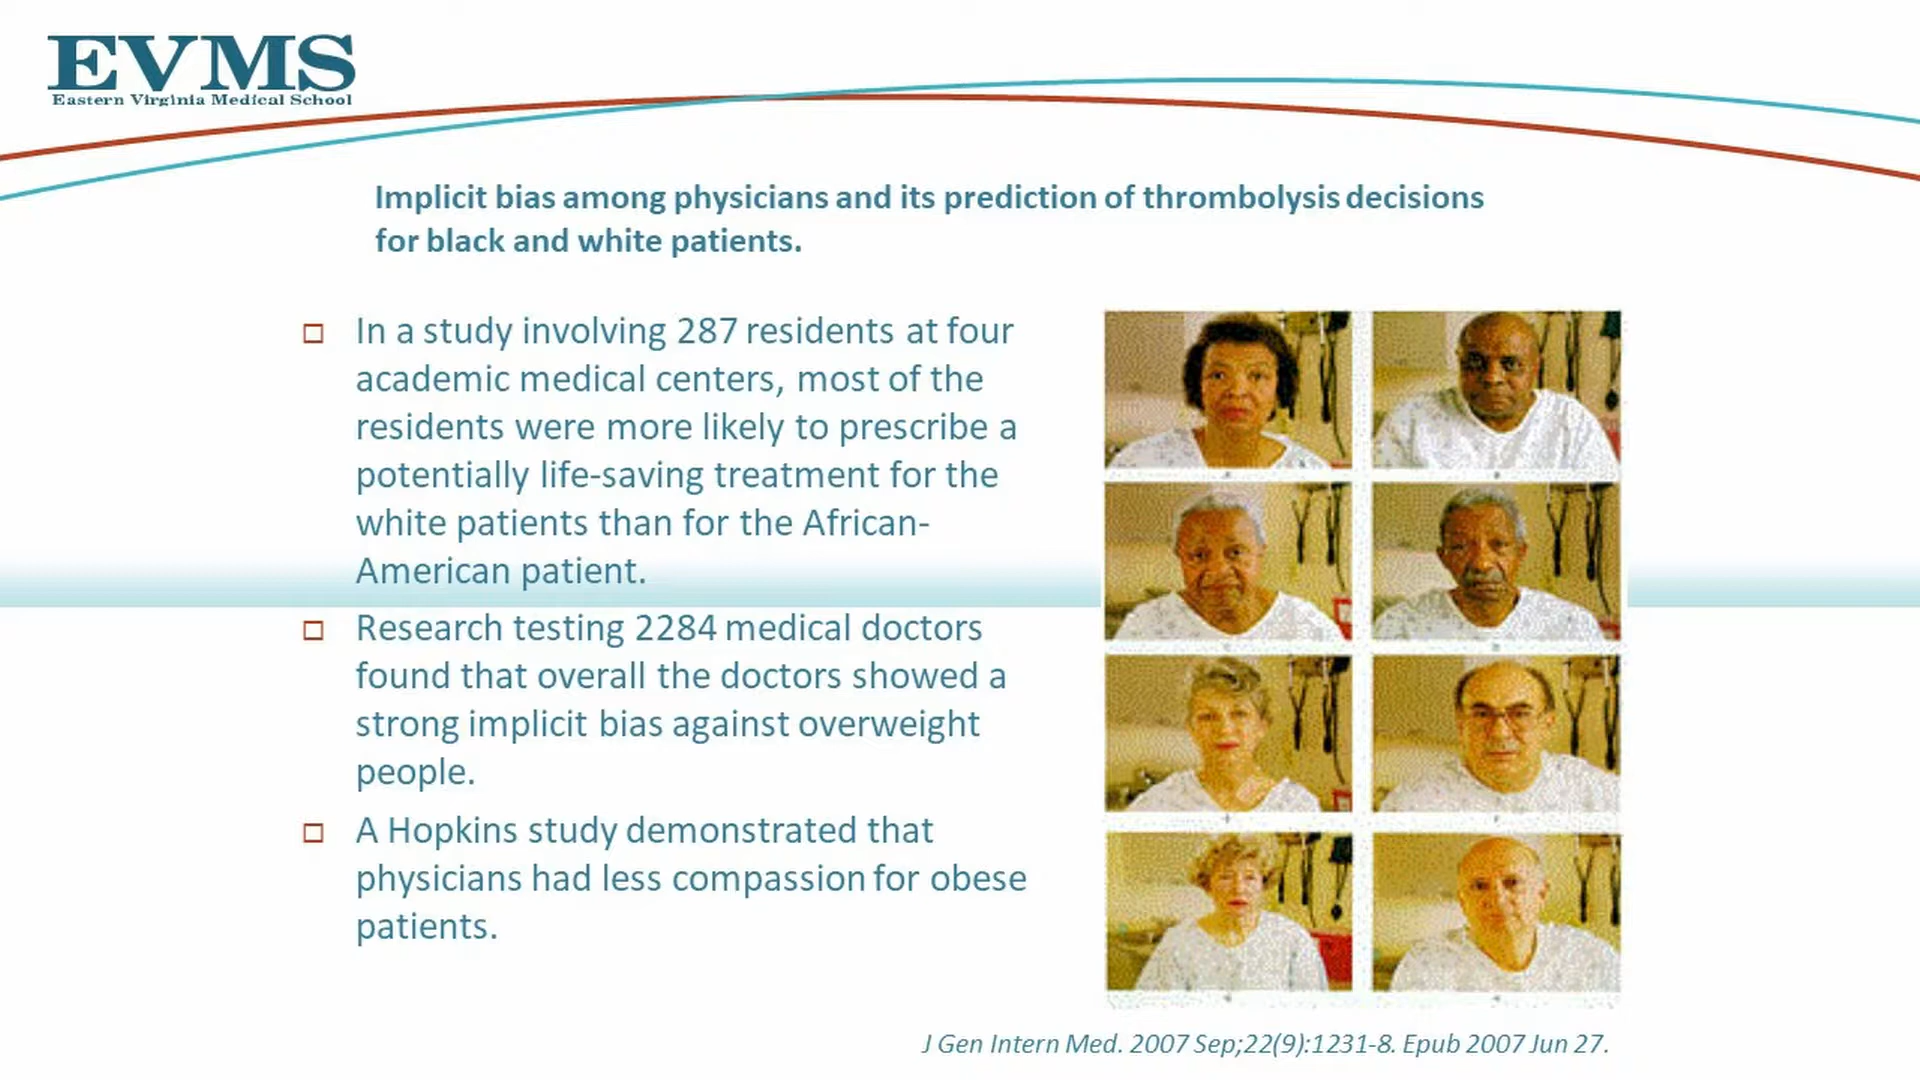 EVMS
Eastern Virginia Medical School
Implicit bias among physicians and its prediction of thrombolysis decisions
for black and white patients.
In a study involving 287 residents at four
academic medical centers, most of the
residents were more likely to prescribe a
potentially life-saving treatment for the
white patients than for the African-
American patient.
Research testing 2284 medical doctors
found that overall the doctors showed a
strong implicit bias against overweight
people.
A Hopkins study demonstrated that
physicians had less compassion for obese
patients.
J Gen Intern Med. 2007 Sep;22(9):1231-8. Epub 2007 Jun 27.